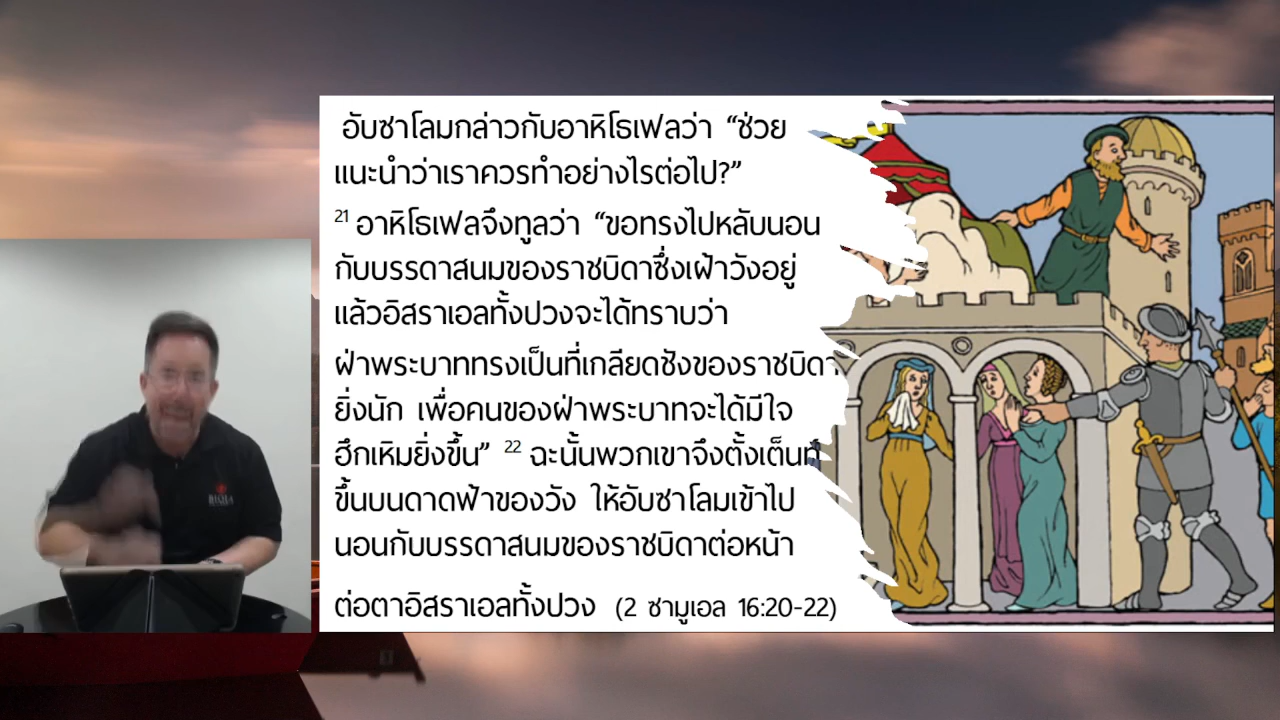 อับซาโลมกล่าวกับอาหิโธเฟลว่า “ช่วย
แนะนำว่าเราควรทำอย่างไรต่อไป?”
21 อาหิโธเฟลจึงทูลว่า “ขอทรงไปหลับนอน
กับบรรดาสนมของราชบิดาซึ่งเฝ้าวังอยู่
แล้วอิสราเอลทั้งปวงจะได้ทราบว่า
ฝ่าพระบาททรงเป็นที่เกลียดชังของราชบิดา
ยิ่งนัก เพื่อคนของฝ่าพระบาทจะได้มีใจ
ฮึกเหิมยิ่งขึ้น” 22 ฉะนั้นพวกเขาจึงตั้งเต็นท์
ขึ้นบนดาดฟ้าของวัง ให้อับซาโลมเข้าไป
นอนกับบรรดาสนมของราชบิดาต่อหน้า
ต่อตาอิสราเอลทั้งปวง (2 ซามูเอล 16:20-22)
BIOLA